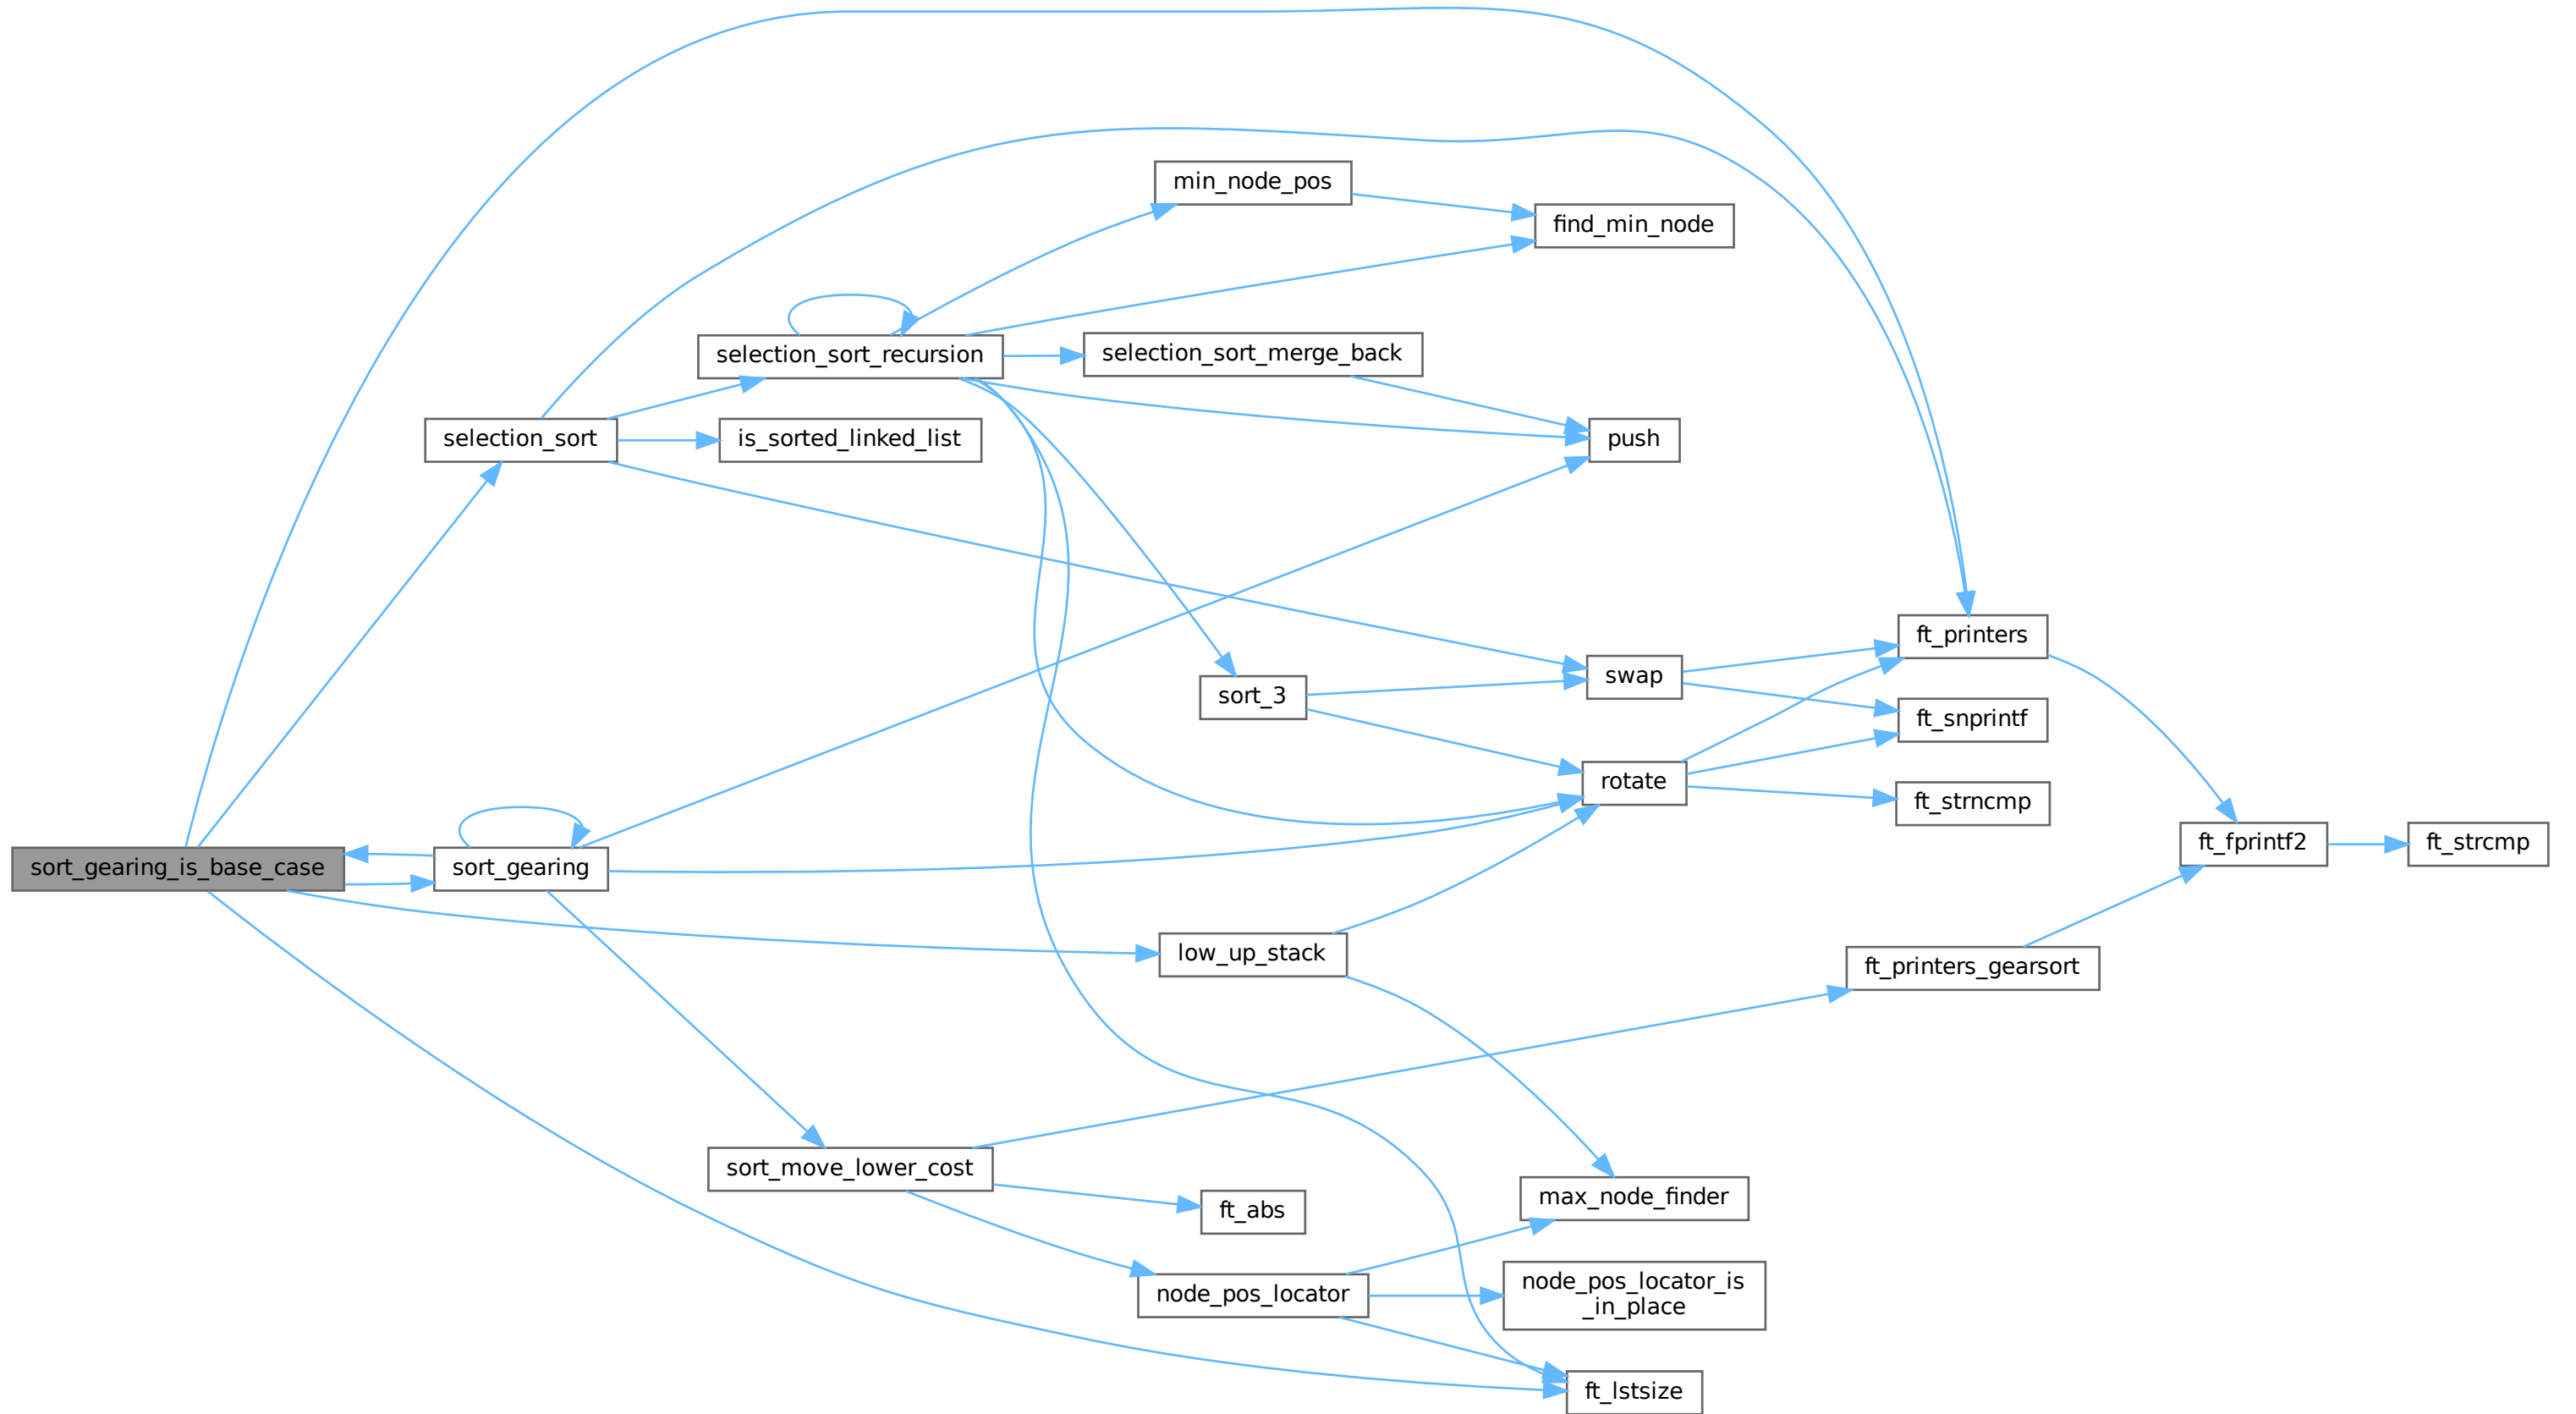 min_node_pos
find_min_node
selection_sort_recursion
selection_sort_merge_back
selection_sort
is_sorted_linked_list
push
ft_printers
swap
sort_3
ft_snprintf
rotate
ft_strncmp
sort_gearing_is_base_case
sort_gearing
ft_fprintf2
ft_strcmp
low_up_stack
ft_printers_gearsort
sort_move_lower_cost
ft_abs
max_node_finder
node_pos_locator
node_pos_locator_is
_in_place
ft_lstsize